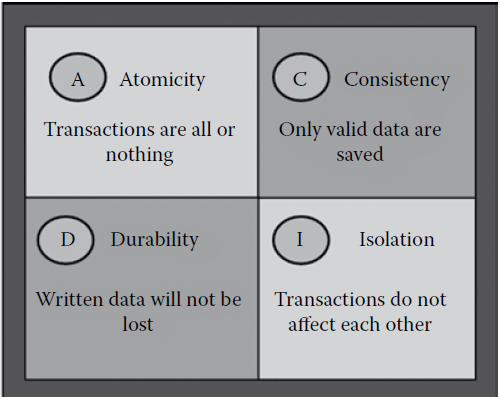 A Atomicity
Transactions are all or
nothing
C Consistency
Only valid data are
saved
D Durability
Written data will not be
lost
I Isolation
Transactions do not
affect each other